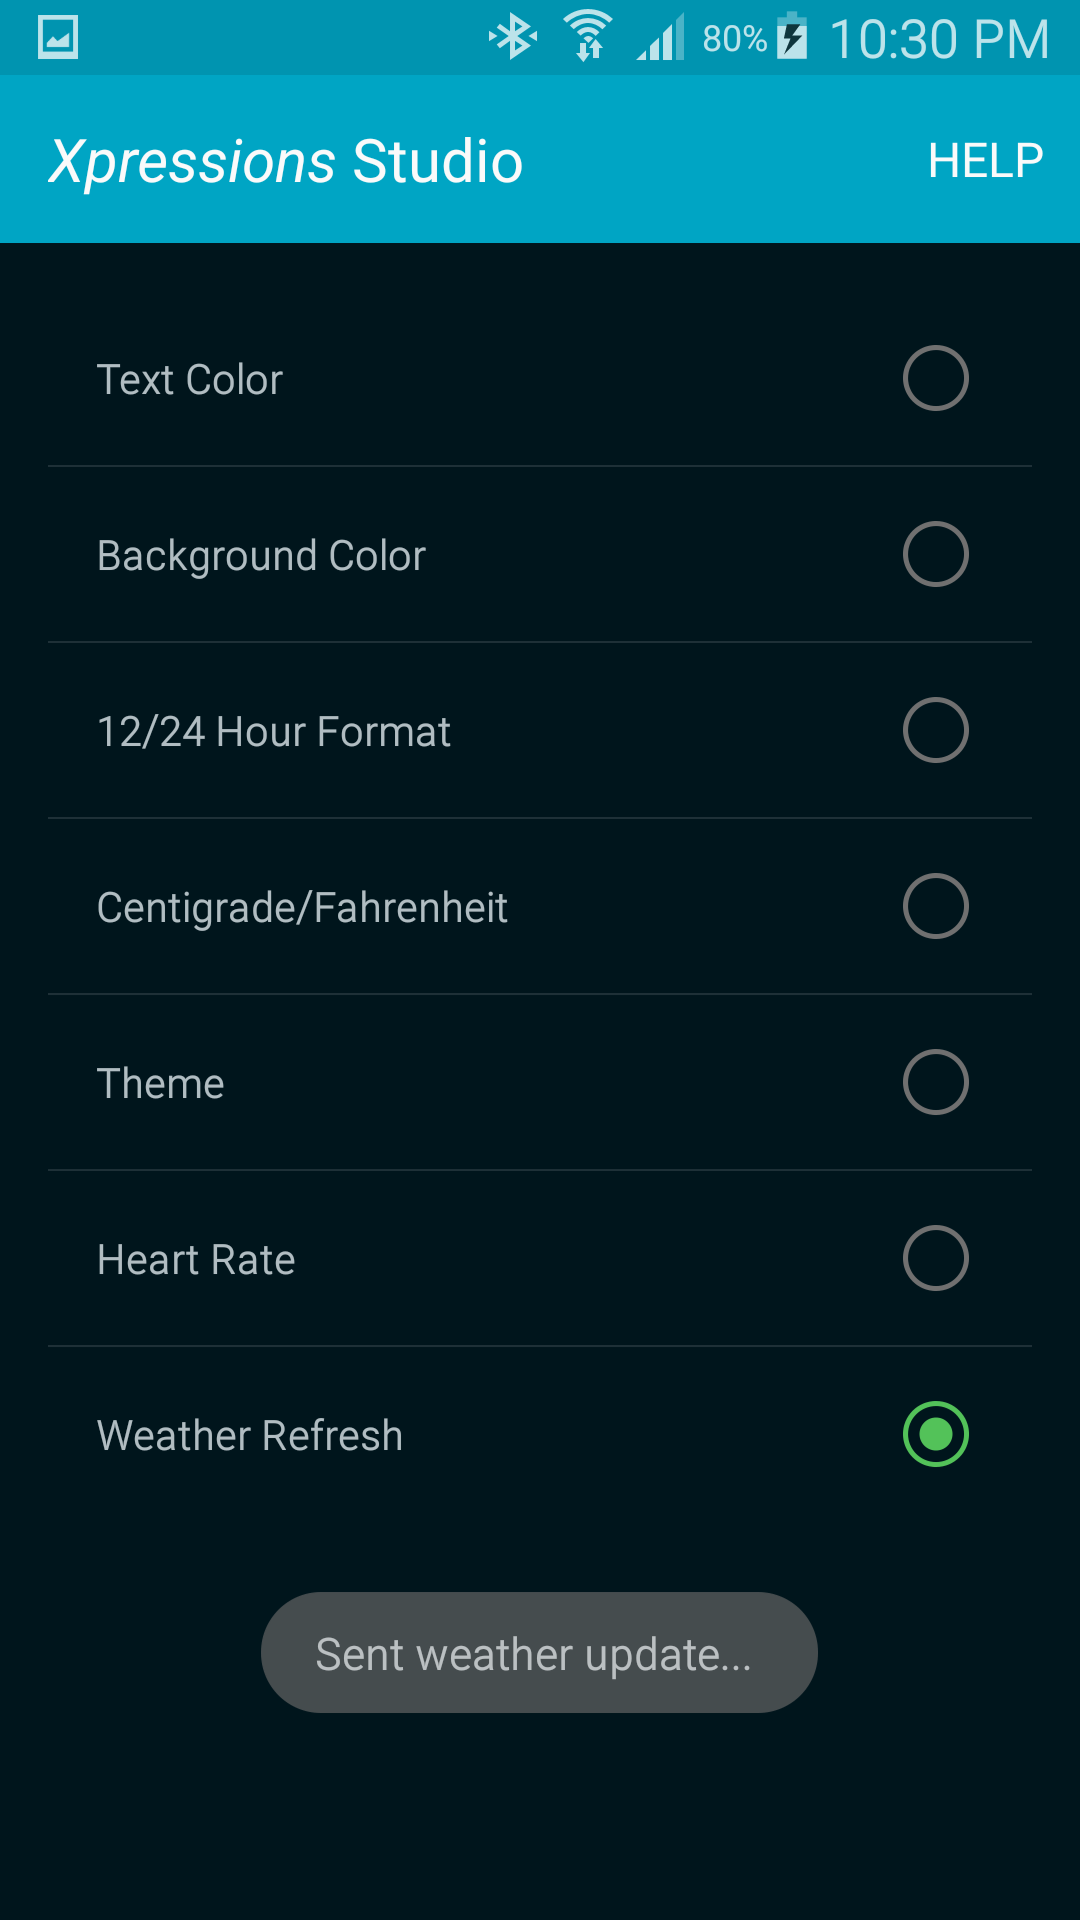 80% 10:30 PM
Xpressions Studio HELP
Text Color
Background Color
12/24 Hour Format
Centigrade/Fahrenheit
Theme
Heart Rate
Weather Refresh
Sent weather update...